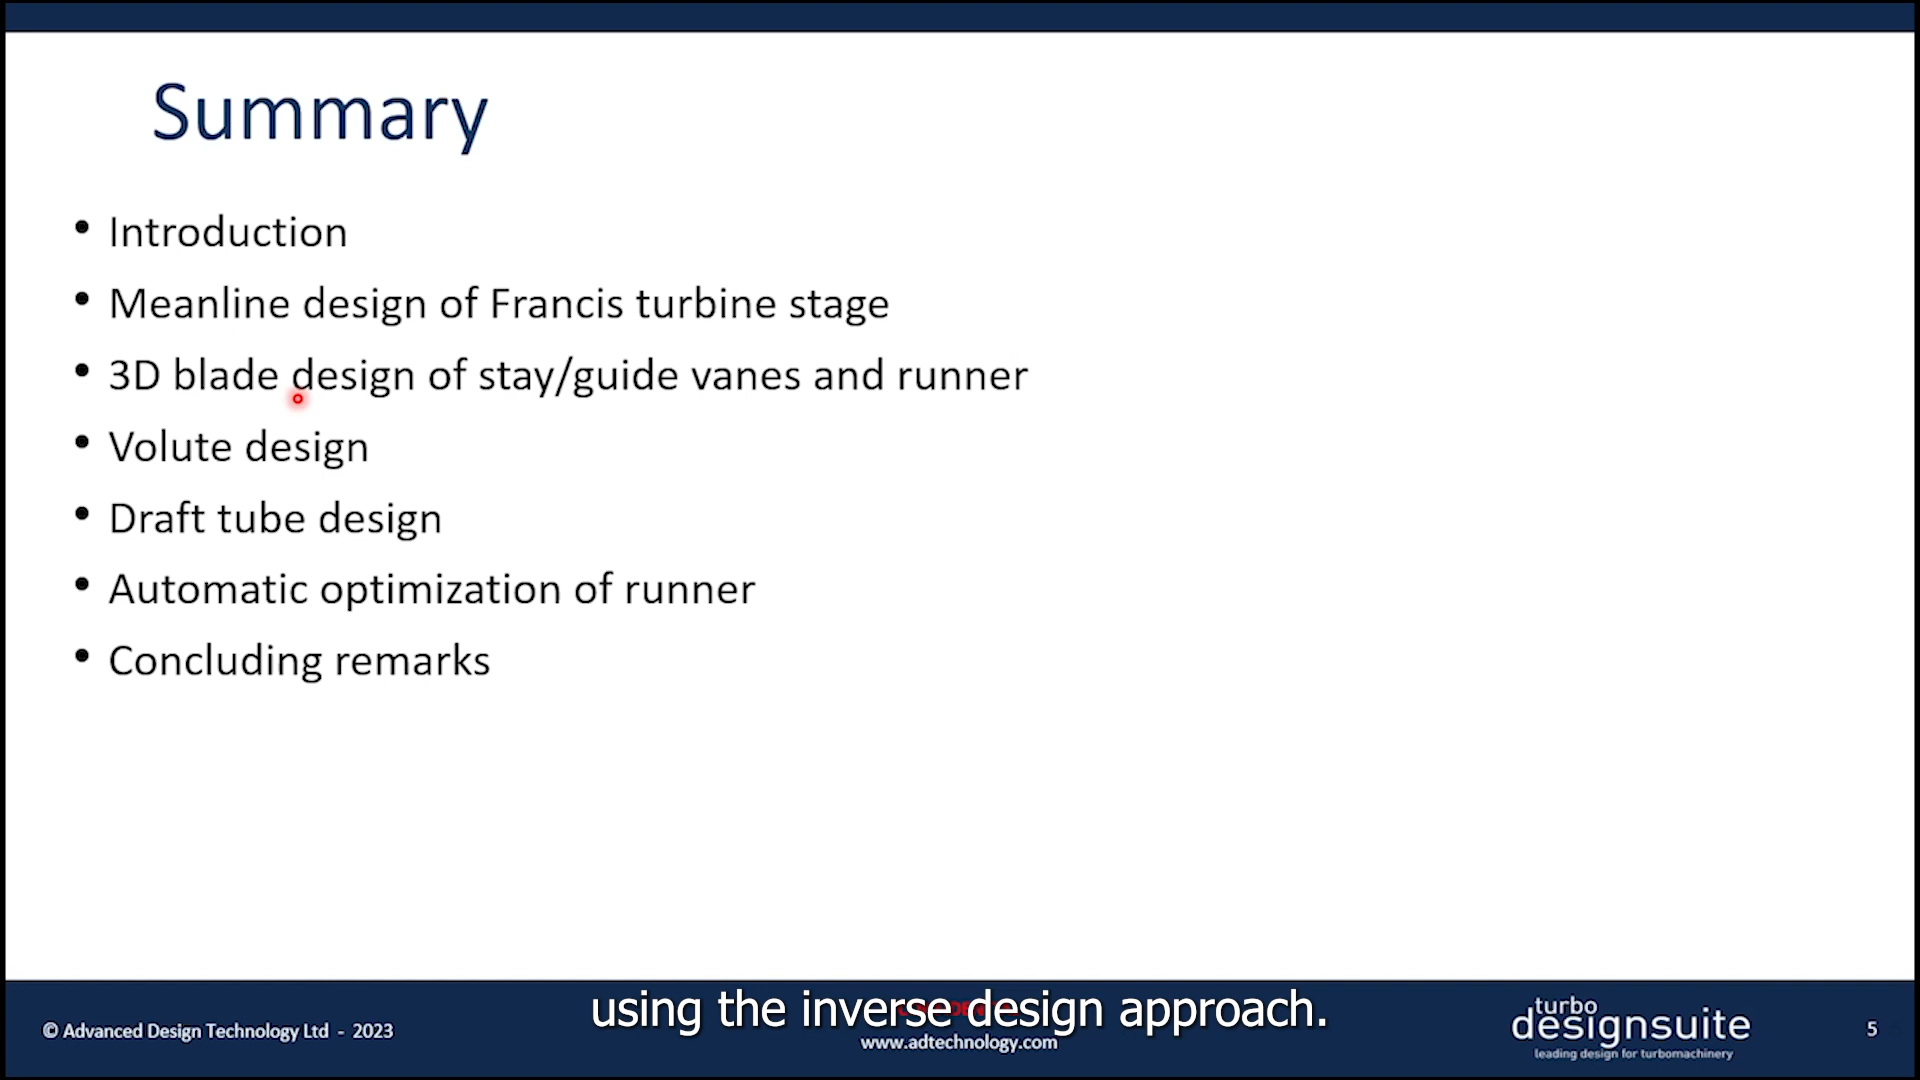 Summary
• Introduction
• Meanline design of Francis turbine stage
• 3D blade design of stay/guide vanes and runner
• Volute design
• Draft tube design
• Automatic optimization of runner
• Concluding remarks
using the inverse design approach.
© Advanced Design Technology Ltd - 2023
www.adtechnology.com
turbo
designsuite
leading design for turbomachinery
5